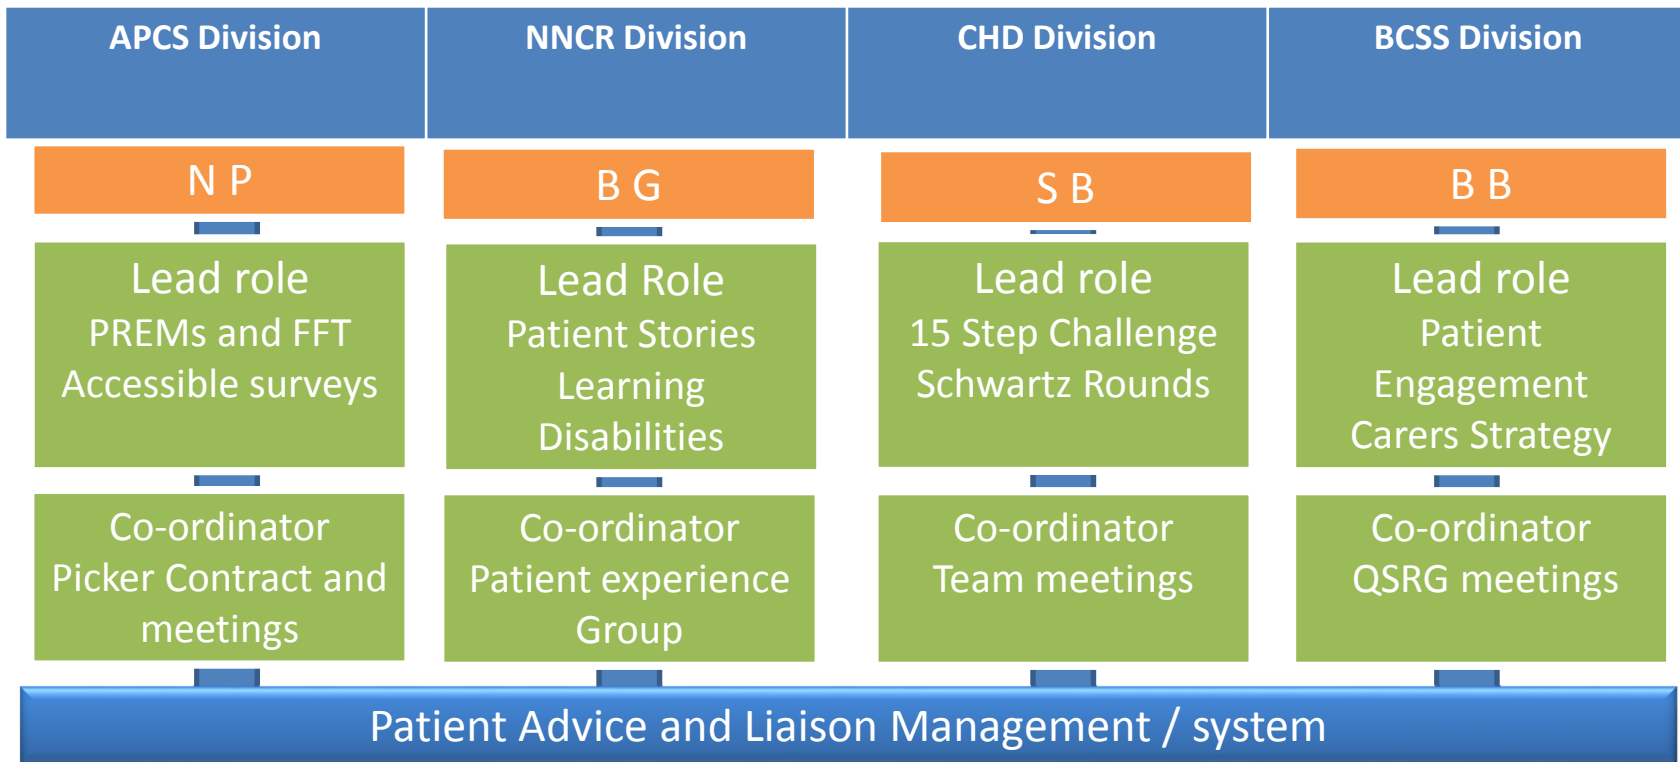 APCS Division
NNCR Division
CHD Division
BCSS Division
N P
B G
S B
B B
Lead role
PREMs and FFT
Accessible surveys
Lead Role
Patient Stories
Learning
Disabilities
Lead role
15 Step Challenge
Schwartz Rounds
Lead role
Patient
Engagement
Carers Strategy
Co-ordinator
Picker Contract and
meetings
Co-ordinator
Patient experience
Group
Co-ordinator
Team meetings
Co-ordinator
QSRG meetings
Patient Advice and Liaison Management / system